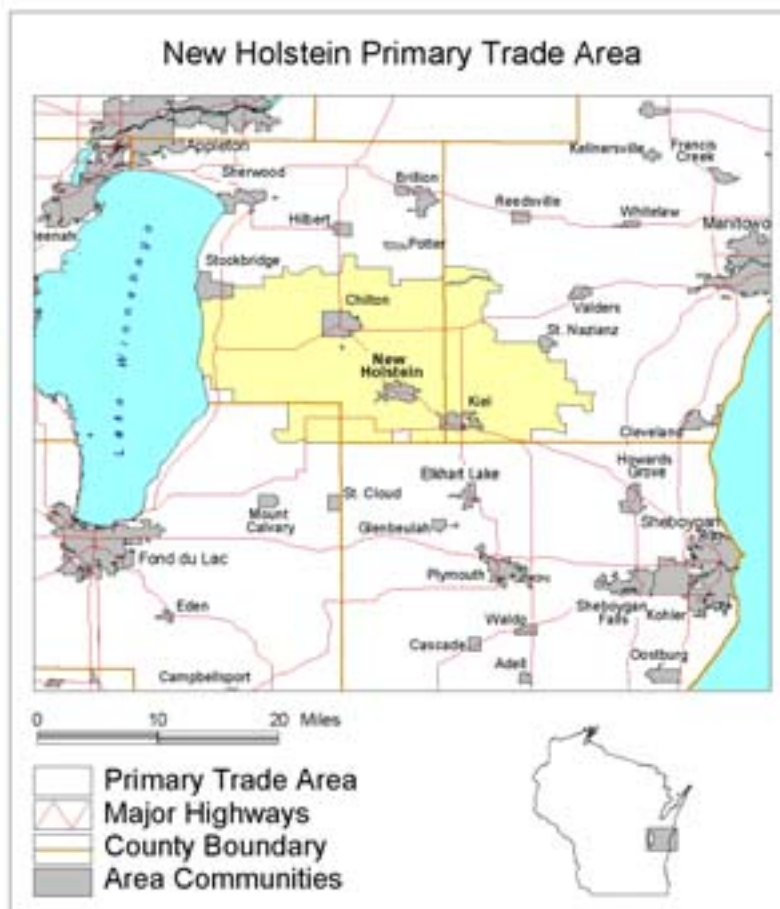 New Holstein Primary Trade Area
Appleton
Kellnersville
Francis
Creek
Sherwood
Brillion
Reedsville
Whitelaw
Hilbert
Manitowo
eenah
Potter
Stockbridge
Lake Winnebago
Chilton
Valders
St. Nazianz
New
Holstein
Kiel
Cleveland
Elkhart Lake
Howards
Grove
St. Cloud
Mount
Calvary
Glenbeulah
Sheboygan
Fond du Lac
Plymouth
Eden
Waldo
Sheboygan
Falls
Kohler
Cascade
Adell
Oostburg
Campbellsport
0 10 20 Miles
Primary Trade Area
Major Highways
County Boundary
Area Communities